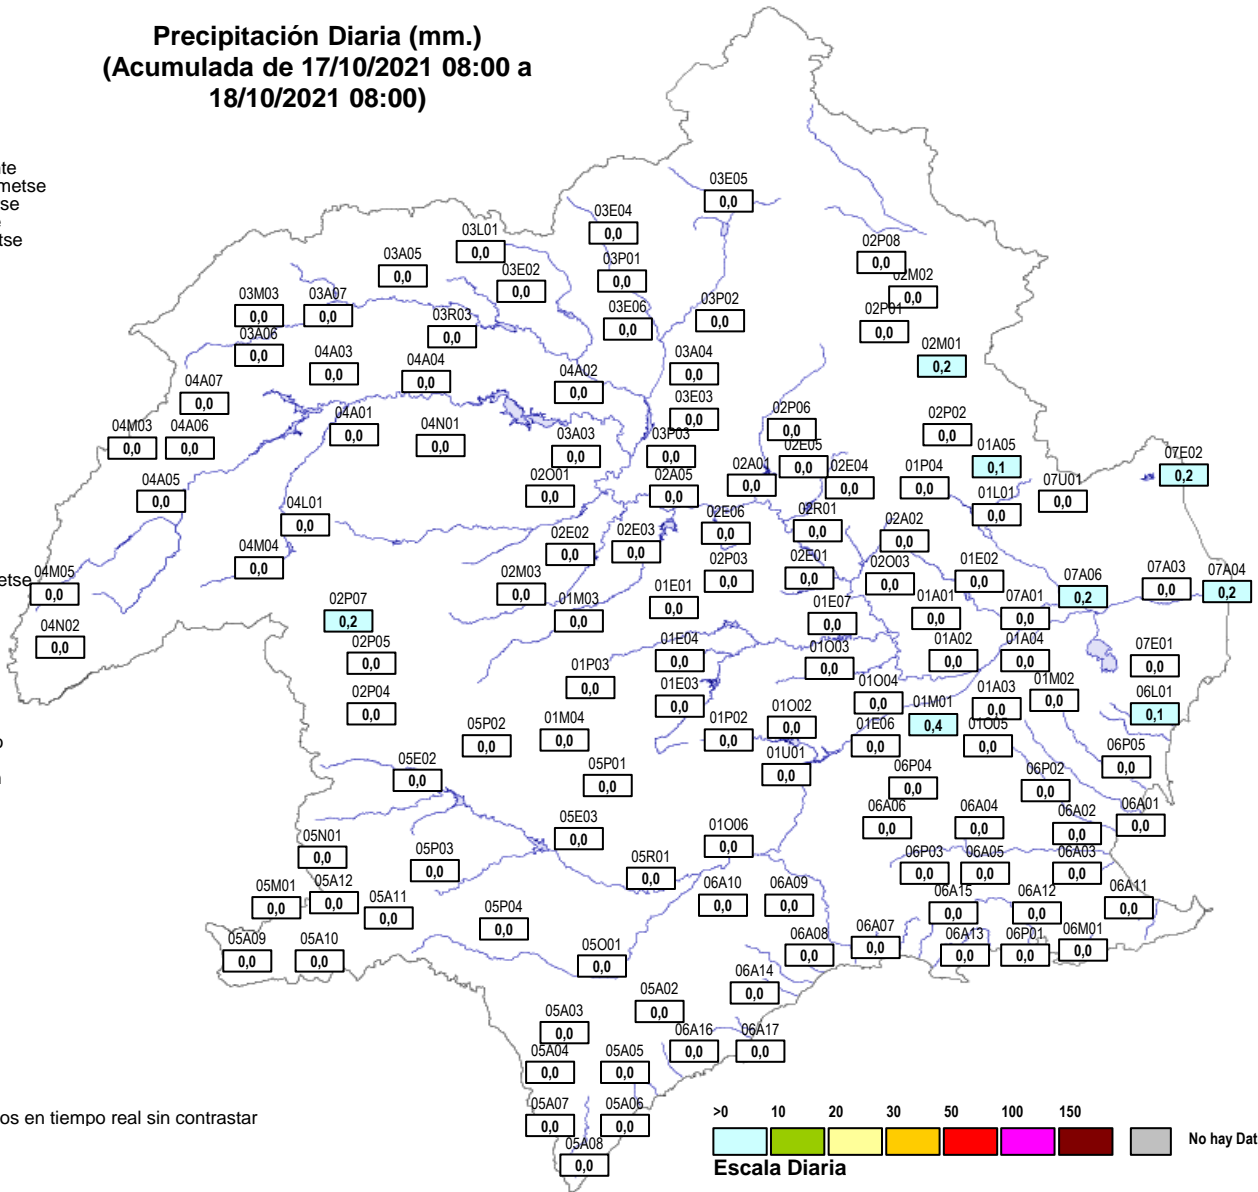 Precipitación Diaria (mm.)
(Acumulada de 17/10/2021 08:00 a
18/10/2021 08:00)
nte
metse
se
tse
03E05
0,0
03E04
0,0
03L01
0,0
03A05
0,0
03E02
0,0
03P01
0,0
02P08
0,0
02M02
0,0
03M03
0,0
03A07
0,0
03R03
0,0
03E06
0,0
03P02
0,0
02P01
0,0
03A06
0,0
04A03
0,0
04A04
0,0
04A02
0,0
03A04
0,0
02M01
0,2
04A07
0,0
04A01
0,0
03E03
0,0
02P06
0,0
02P02
0,0
04M03
0,0
04A06
0,0
04N01
0,0
03A03
0,0
03P03
0,0
02E05
0,0
01A05
0,1
07E02
0,2
04A05
0,0
02O01
0,0
02A05
0,0
02A01
0,0
02E04
0,0
01P04
0,0
07U01
0,0
04L01
0,0
02E06
0,0
02R01
0,0
02A02
0,0
01L01
0,0
04M04
0,0
02E02
0,0
02E03
0,0
metse
04M05
0,0
02M03
0,0
02P03
0,0
02E01
0,0
02O03
0,0
01E02
0,0
07A06
0,2
07A03
0,0
07A04
0,2
02P07
0,2
01M03
0,0
01E01
0,0
01E07
0,0
01A01
0,0
07A01
0,0
04N02
0,0
02P05
0,0
01E04
0,0
01O03
0,0
01A02
0,0
01A04
0,0
07E01
0,0
02P04
0,0
01P03
0,0
01E03
0,0
01O04
0,0
01M01
0,4
01A03
0,0
01M02
0,0
06L01
0,1
05P02
0,0
01M04
0,0
01P02
0,0
01O02
0,0
01E06
0,0
01O05
0,0
06P05
0,0
05E02
0,0
05P01
0,0
01U01
0,0
06P04
0,0
06P02
0,0
05E03
0,0
01O06
0,0
06A06
0,0
06A04
0,0
06A02
0,0
06A01
0,0
05N01
0,0
05P03
0,0
05R01
0,0
06P03
0,0
06A05
0,0
06A03
0,0
05M01
0,0
05A12
0,0
05A11
0,0
05P04
0,0
06A10
0,0
06A09
0,0
06A15
0,0
06A12
0,0
06A11
0,0
05A09
0,0
05A10
0,0
05O01
0,0
06A08
0,0
06A07
0,0
06A13
0,0
06P01
0,0
06M01
0,0
05A03
0,0
05A02
0,0
06A14
0,0
05A04
0,0
05A05
0,0
06A16
0,0
06A17
0,0
05A07
0,0
05A06
0,0
05A08
0,0
os en tiempo real sin contrastar
>0 10 20 30 50 100 150
No hay Dat
Escala Diaria